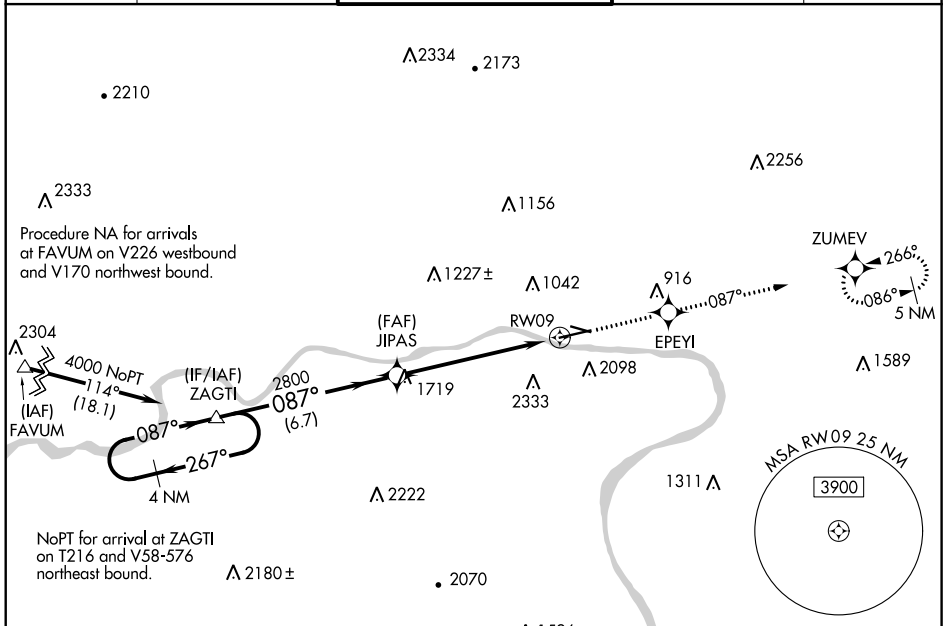 2334
2173
2210
2256
2333
1156
Procedure NA for arrivals
at FAVUM on V226 westbound
and V170 northwest bound.
ZUMEV
266°
086°
5 NM
1227 ±
1042
916
087°
RW09
EPEYI
(FAF)
JIPAS
2304
4000 NoPT
114°
(18.1)
(IAF)
FAVUM
(IF/IAF)
ZAGTI
2800
087°
(6.7)
1719
2098
2333
1589
087°
267°
4 NM
MSA RW09 25 NM
3900
1311
2222
NoPT for arrival at ZAGTI
on T216 and V58-576
northeast bound.
2180 ±
2070